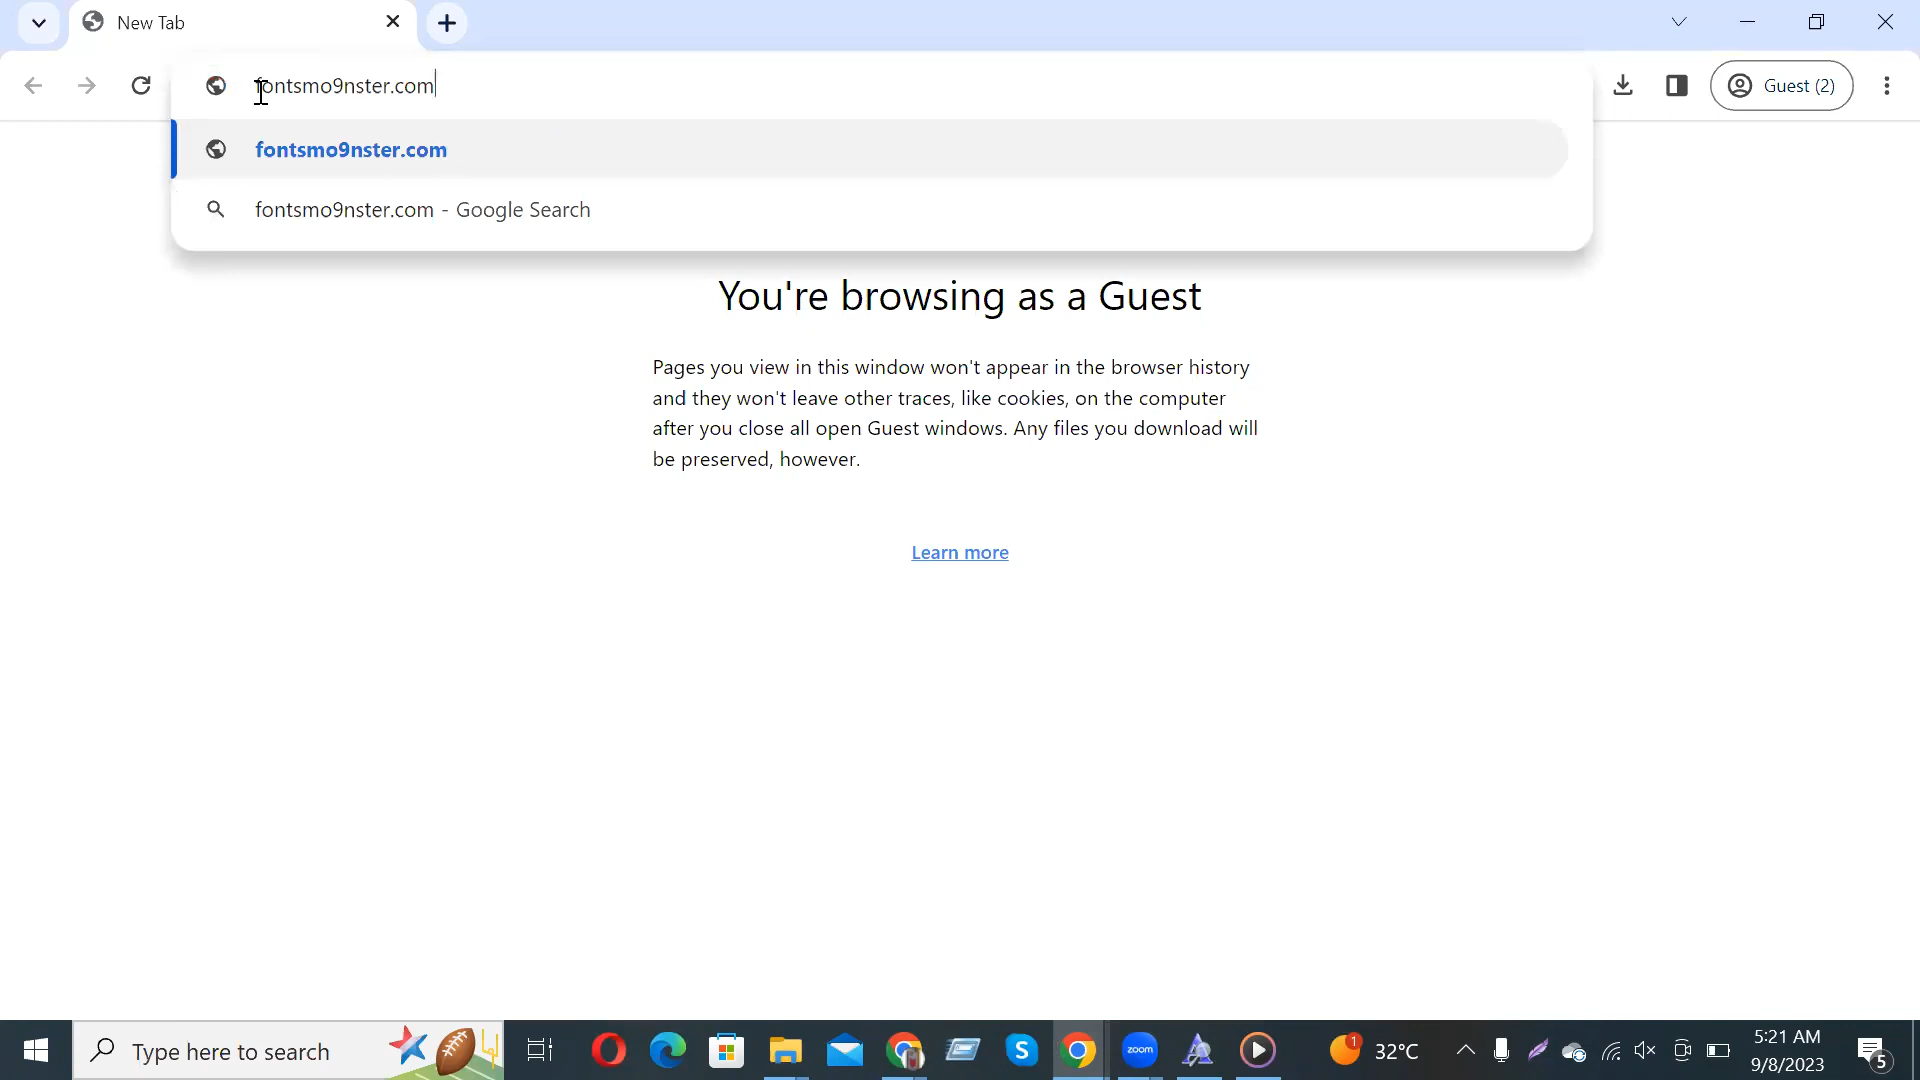 New Tab
fontsmo9nster.com
Guest (2)
fontsmo9nster.com
fontsmo9nster.com - Google Search
You're browsing as a Guest
Pages you view in this window won't appear in the browser history
and they won't leave other traces, like cookies, on the computer
after you close all open Guest windows. Any files you download will
be preserved, however.
Learn more
Type here to search
S
zoom
1
32°C
5:21 AM
9/8/2023
5